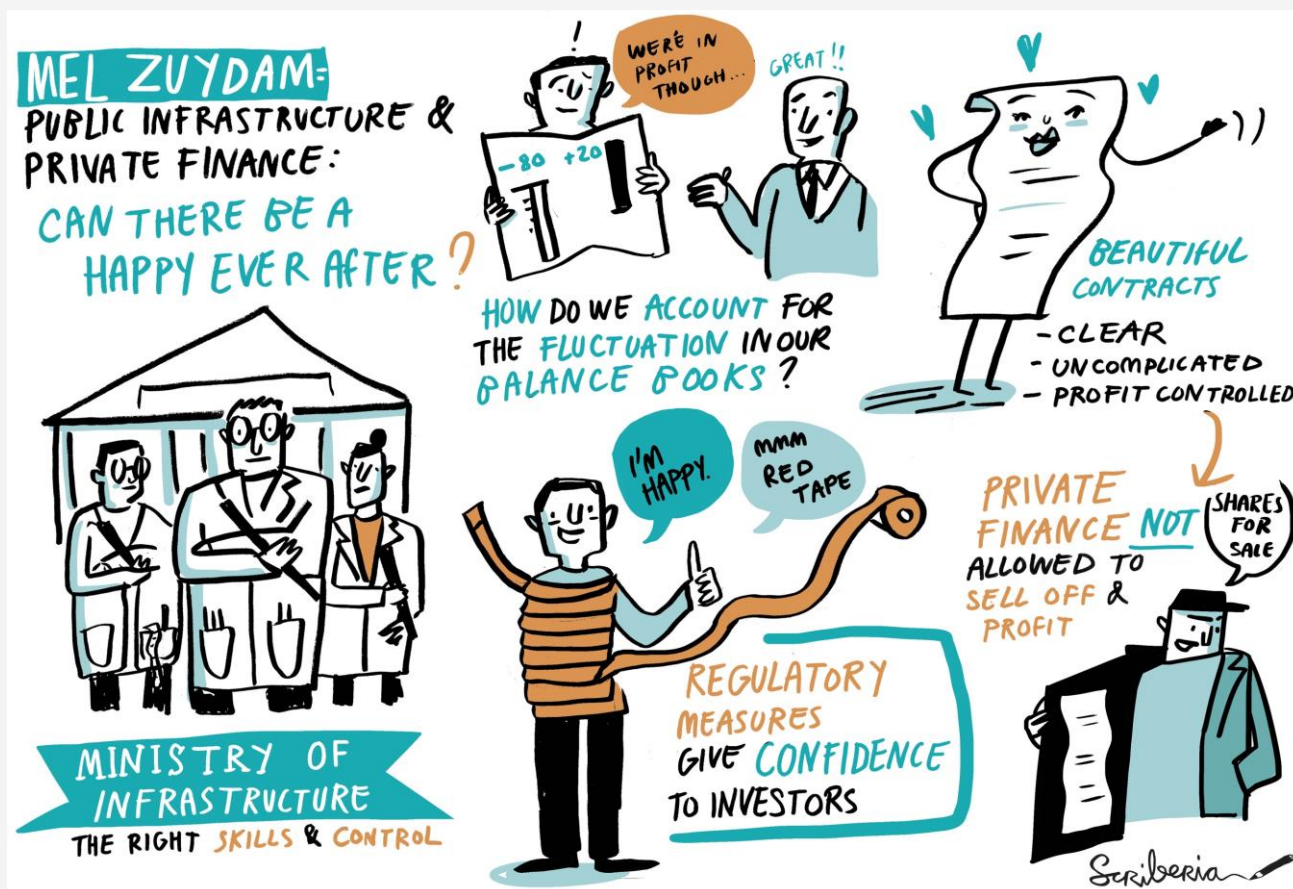 MEL ZUYDAM:
PUBLIC INFRASTRUCTURE &
PRIVATE FINANCE:
CAN THERE BE A
HAPPY EVER AFTER?
MINISTRY OF
INFRASTRUCTURE
THE RIGHT SKILLS & CONTROL
!
WERE'IN
PROFIT
THOUGH...
GREAT!!
-80 +20
HOW DO WE ACCOUNT FOR
THE FLUCTUATION IN OUR
BALANCE BOOKS?
I'M
HAPPY.
MMM
RED
TAPE
REGULATORY
MEASURES
GIVE CONFIDENCE
TO INVESTORS
BEAUTIFUL
CONTRACTS
- CLEAR
- UNCOMPLICATED
- PROFIT CONTROLLED
PRIVATE
FINANCE NOT
ALLOWED TO
SELL OFF &
PROFIT
SHARES
FOR
SALE
Scriberia